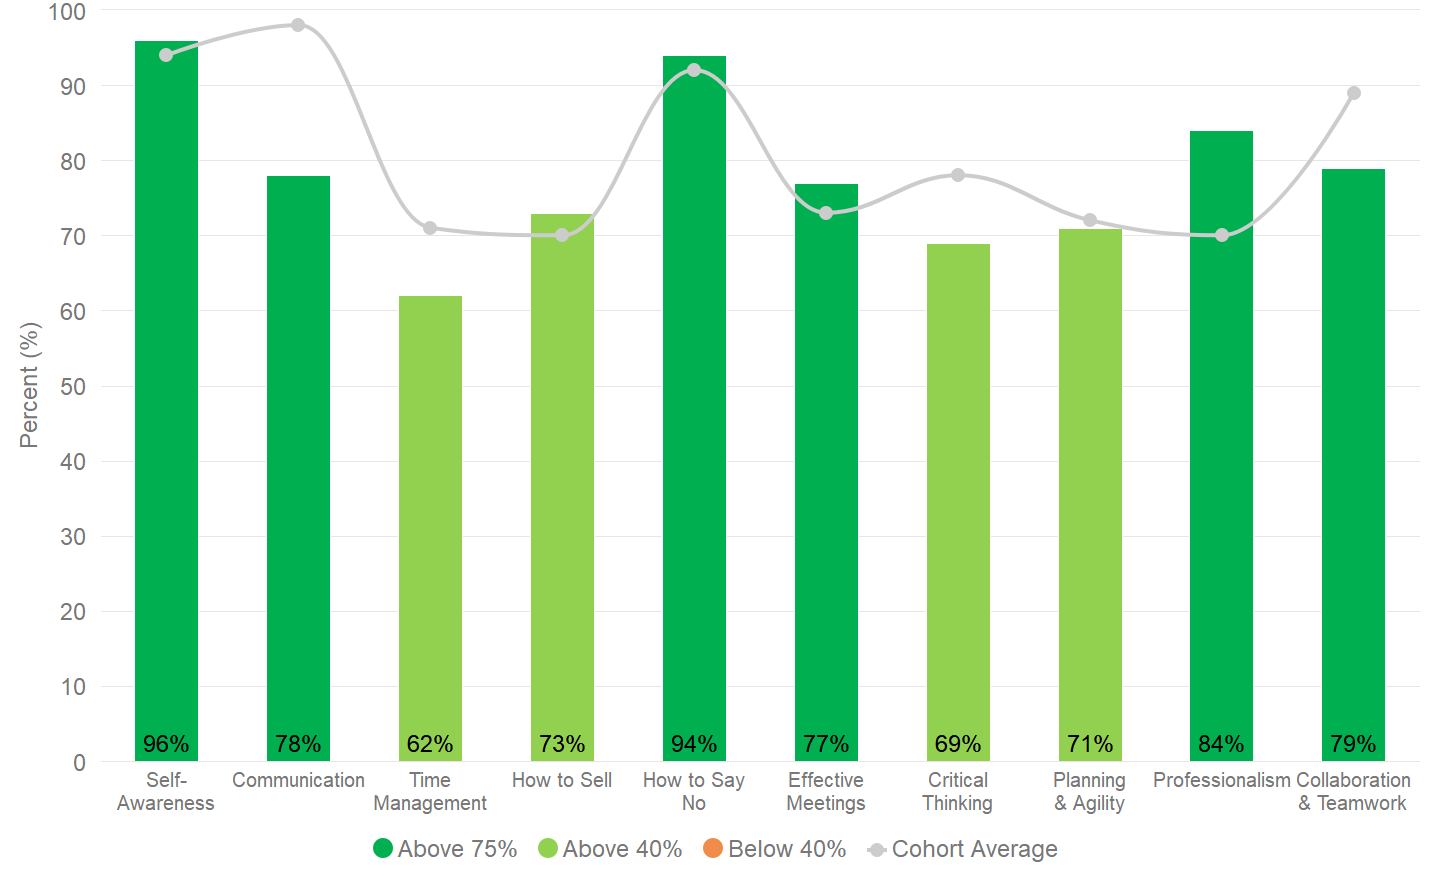 100
90
80
70
60
50
40
30
20
10
0
Percent (%)
96%
78%
62%
73%
94%
77%
69%
71%
84%
79%
Self-
Awareness
Communication
Time
Management
How to Sell
How to Say
No
Effective
Meetings
Critical
Thinking
Planning
& Agility
Professionalism
Collaboration
& Teamwork
Above 75%
Above 40%
Below 40%
Cohort Average